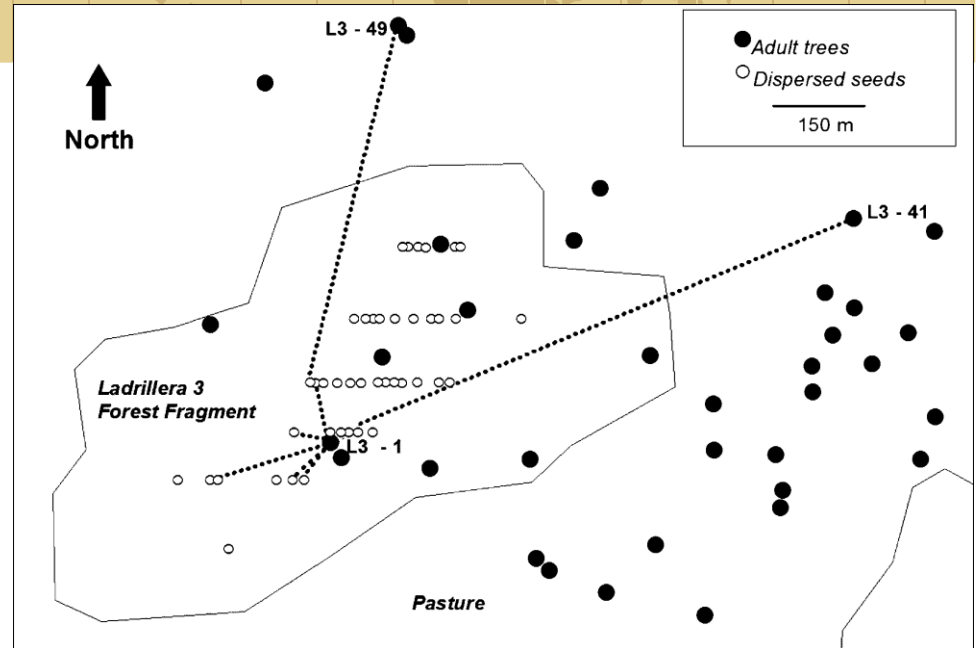 L3 - 49
Adult trees
Dispersed seeds
150 m
North
L3 - 41
Ladrillera 3
Forest Fragment
L3 - 1
Pasture